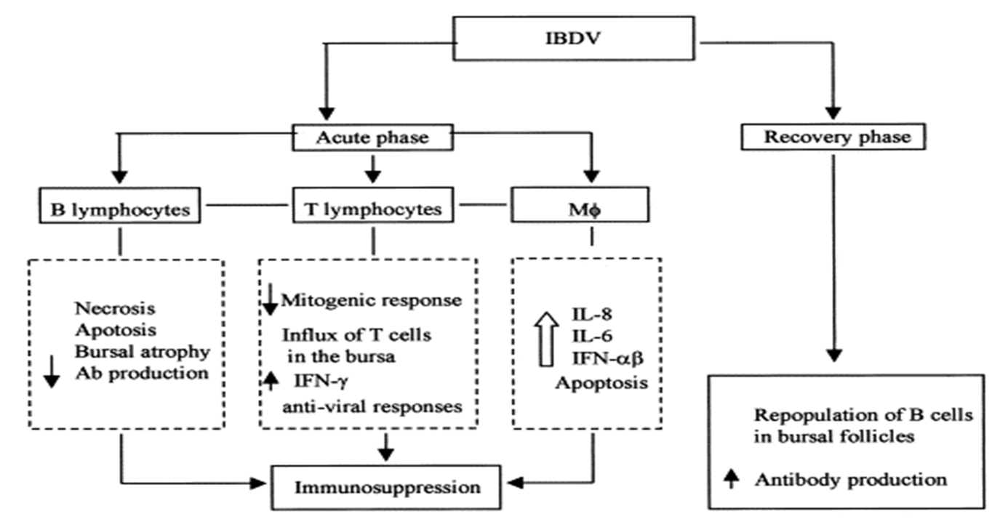 IBDV
Acute phase
Recovery phase
B lymphocytes
T lymphocytes
Mϕ
Necrosis
Apotosis
Bursal atrophy
Ab production
Mitogenic response
Influx of T cells
in the bursa
IFN-γ
anti-viral responses
IL-8
IL-6
IFN-αβ
Apoptosis
Repopulation of B cells
in bursal follicles
Antibody production
Immunosuppression